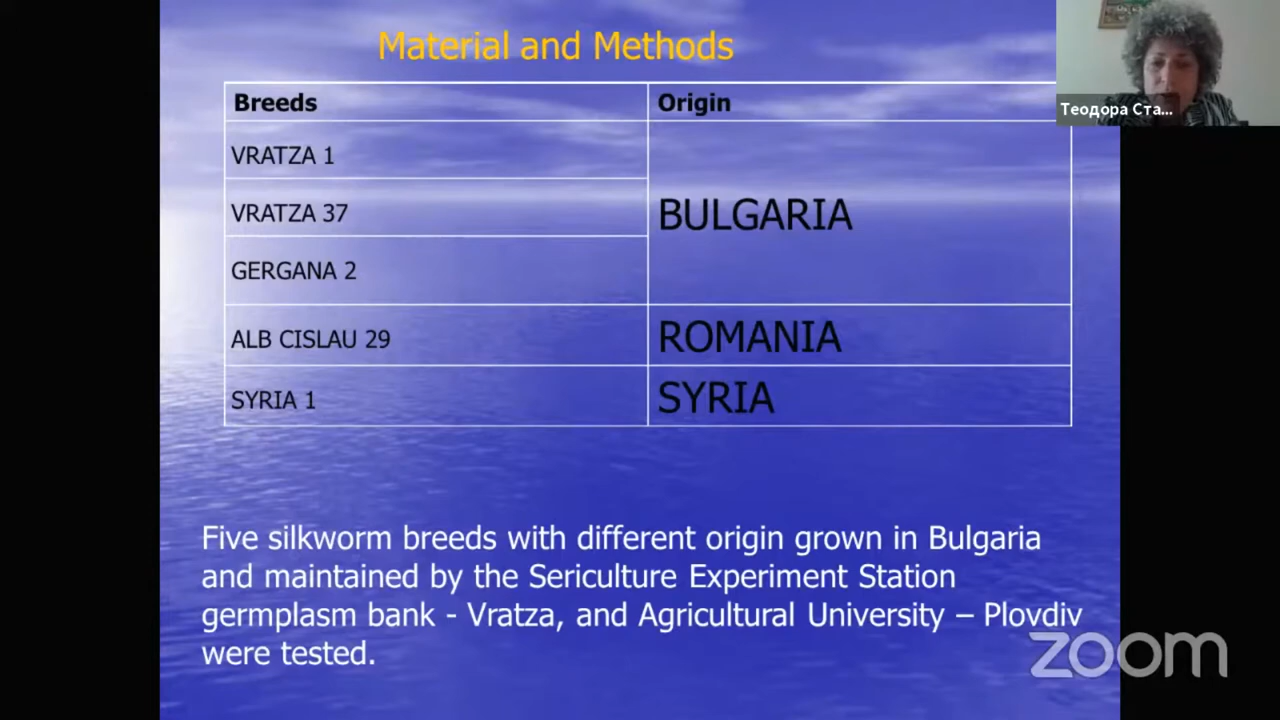 Material and Methods
Breeds Origin
VRATZA 1
VRATZA 37
BULGARIA
GERGANA 2
ALB CISLAU 29 ROMANIA
SYRIA 1 SYRIA
Five silkworm breeds with different origin grown in Bulgaria
and maintained by the Sericulture Experiment Station
germplasm bank - Vratza, and Agricultural University – Plovdiv
were tested.
Теодора Ста...
zoom